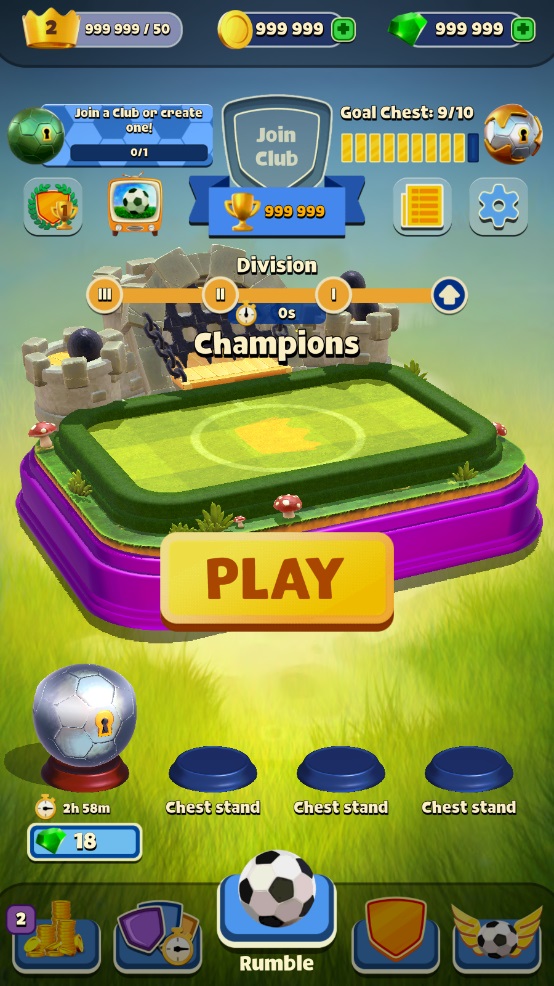 2
999 999 / 50
999 999
999 999
Join a Club or create
one!
0/1
Join
Club
Goal Chest: 9/10
999 999
Division
III
II
I
0s
Champions
PLAY
2h 58m
Chest stand
Chest stand
Chest stand
18
2
Rumble